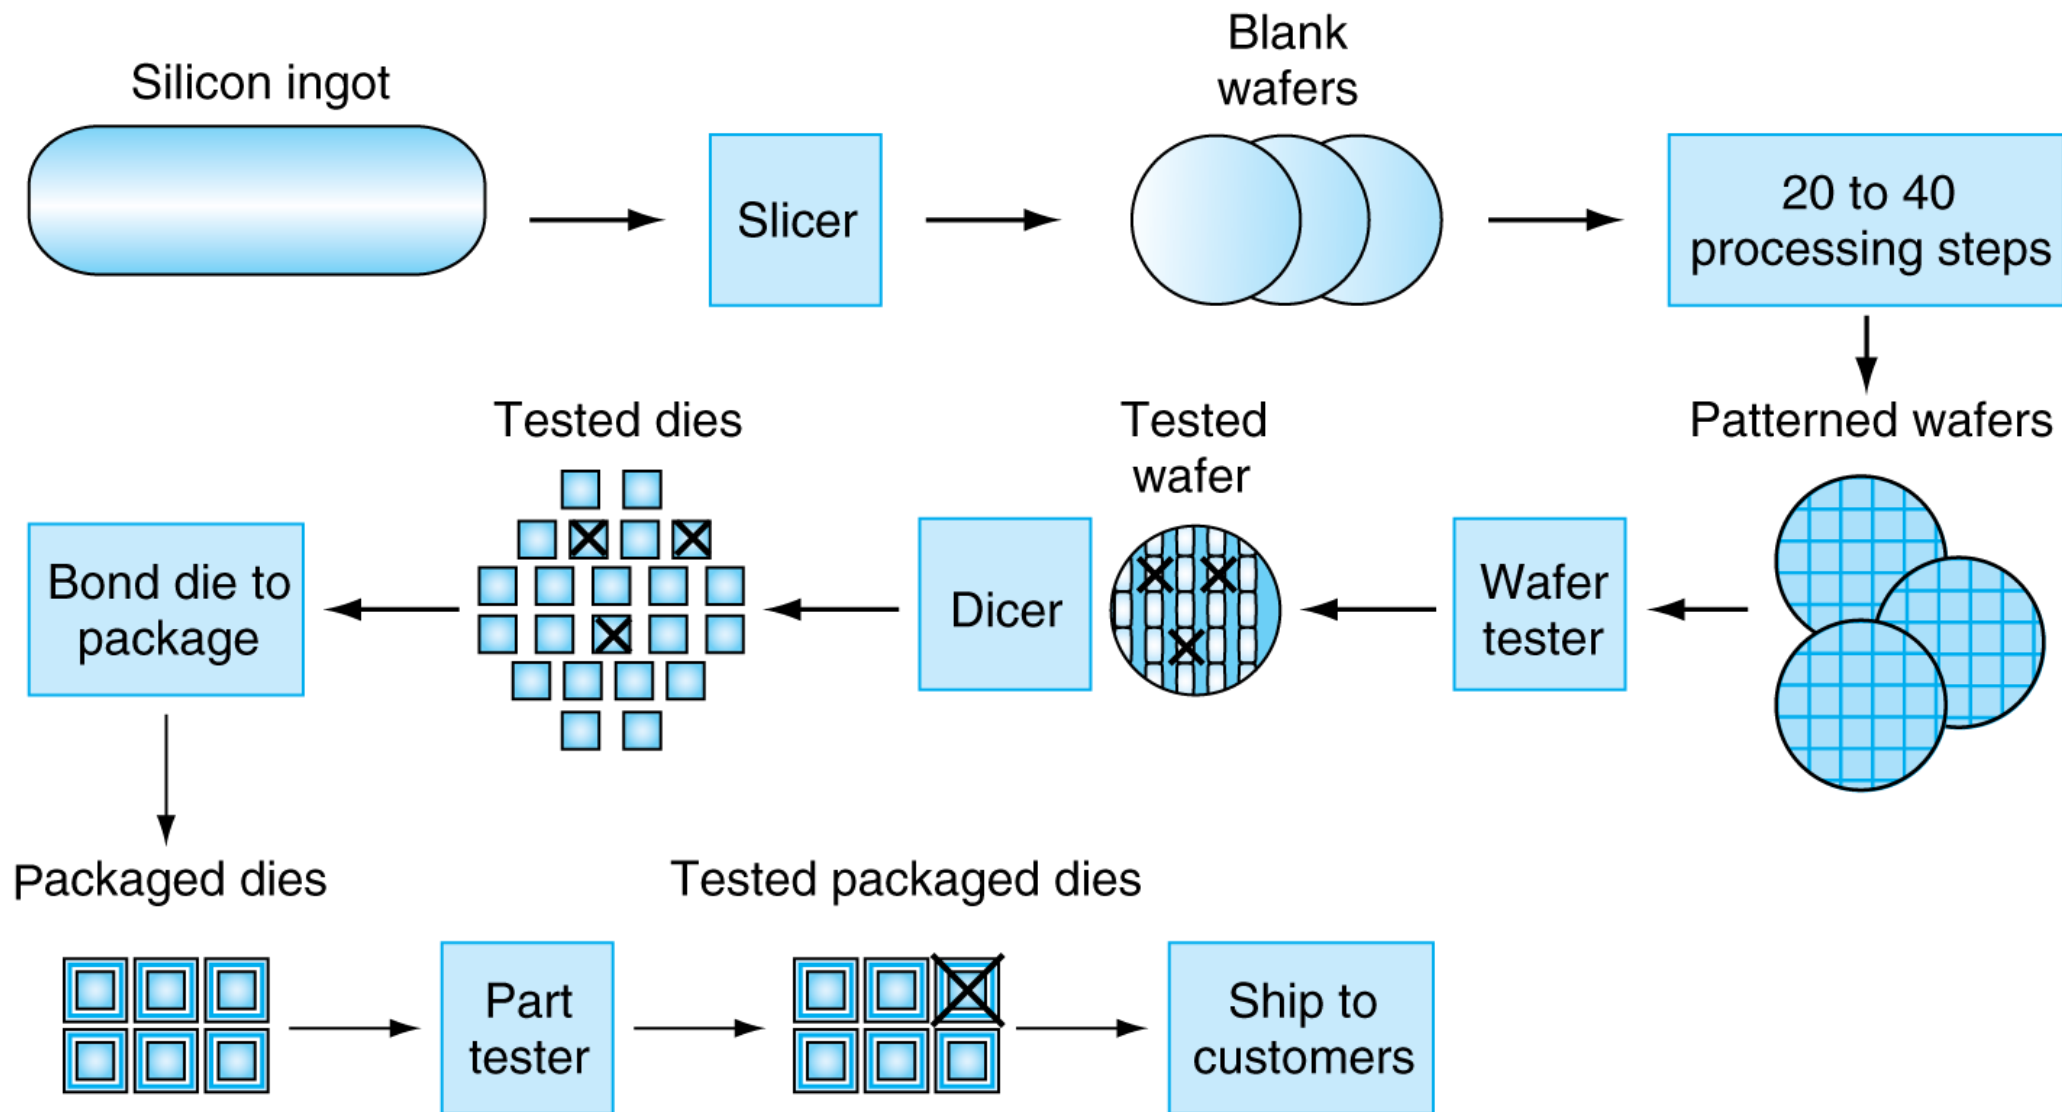 Silicon ingot
Slicer
Blank
wafers
20 to 40
processing steps
Patterned wafers
Wafer
tester
Tested
wafer
Dicer
Tested dies
Bond die to
package
Packaged dies
Part
tester
Tested packaged dies
Ship to
customers